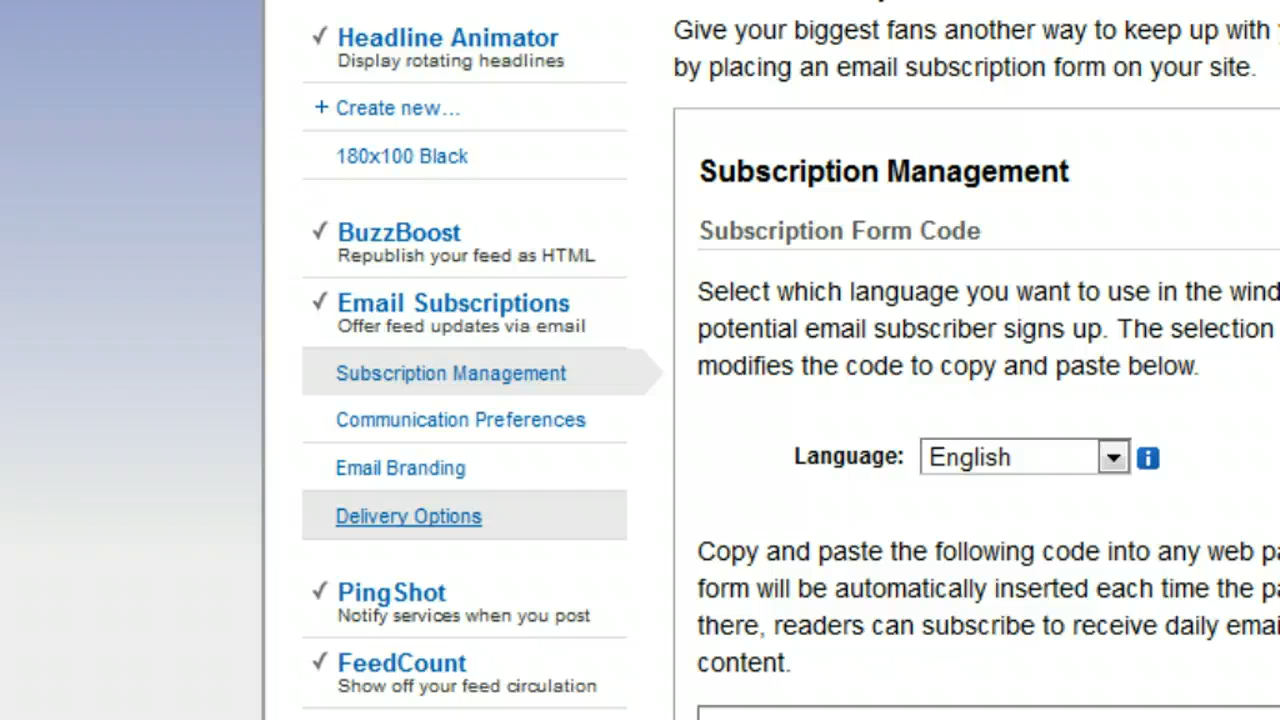 Headline Animator
Display rotating headlines
+ Create new...
180x100 Black
BuzzBoost
Republish your feed as HTML
Email Subscriptions
Offer feed updates via email
Subscription Management
Communication Preferences
Email Branding
Delivery Options
PingShot
Notify services when you post
FeedCount
Show off your feed circulation
Give your biggest fans another way to keep up with
by placing an email subscription form on your site.
Subscription Management
Subscription Form Code
Select which language you want to use in the wind
potential email subscriber signs up. The selection
modifies the code to copy and paste below.
Language: English
Copy and paste the following code into any web pa
form will be automatically inserted each time the pa
there, readers can subscribe to receive daily emai
content.